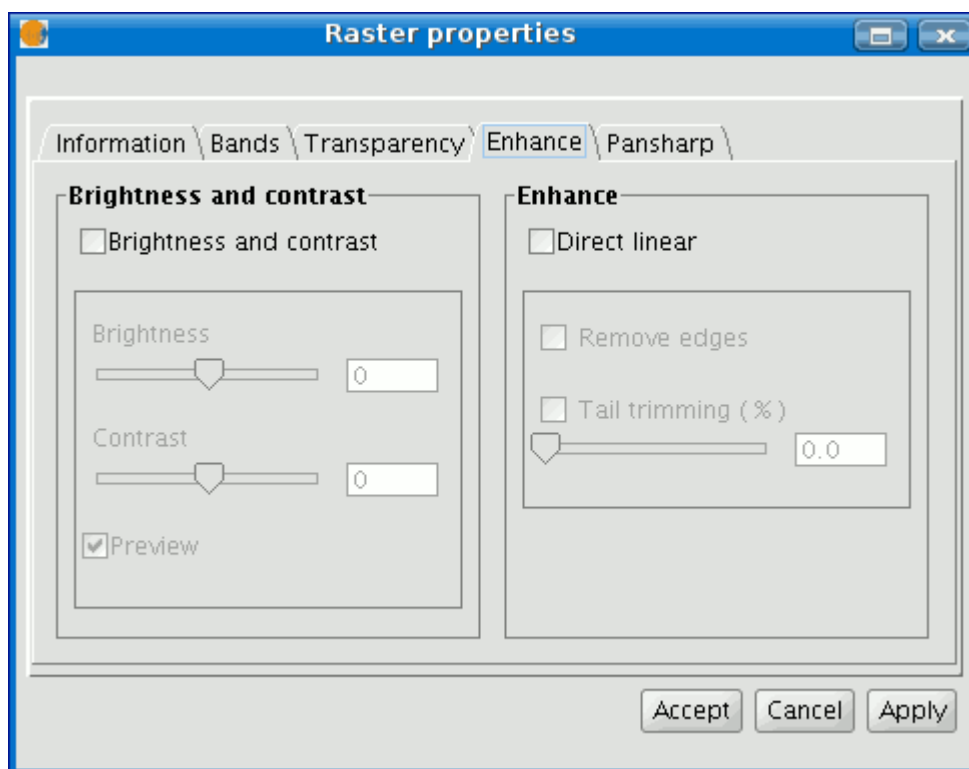 Raster properties
Information Bands Transparency Enhance Pansharp
Brightness and contrast
Brightness and contrast
Brightness
0
Contrast
0
Preview
Enhance
Direct linear
Remove edges
Tail trimming ( % )
0.0
Accept Cancel Apply